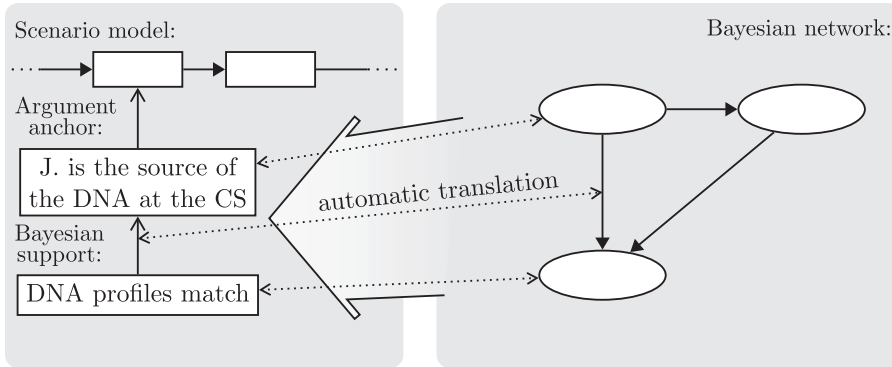 Scenario model:
Bayesian network:
Argument
anchor:
J. is the source of
the DNA at the CS
automatic translation
Bayesian
support:
DNA profiles match